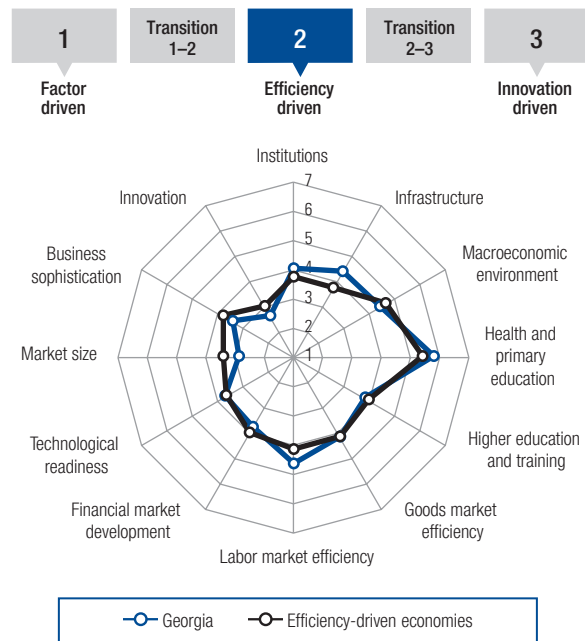 1
Transition
1–2
2
Transition
2–3
3
Factor
driven
Efficiency
driven
Innovation
driven
Institutions
7
Innovation
Infrastructure
6
5
Business
sophistication
Macroeconomic
environment
4
3
2
Market size
1
Health and
primary
education
Technological
readiness
Higher education
and training
Financial market
development
Goods market
efficiency
Labor market efficiency
Georgia
Efficiency-driven economies